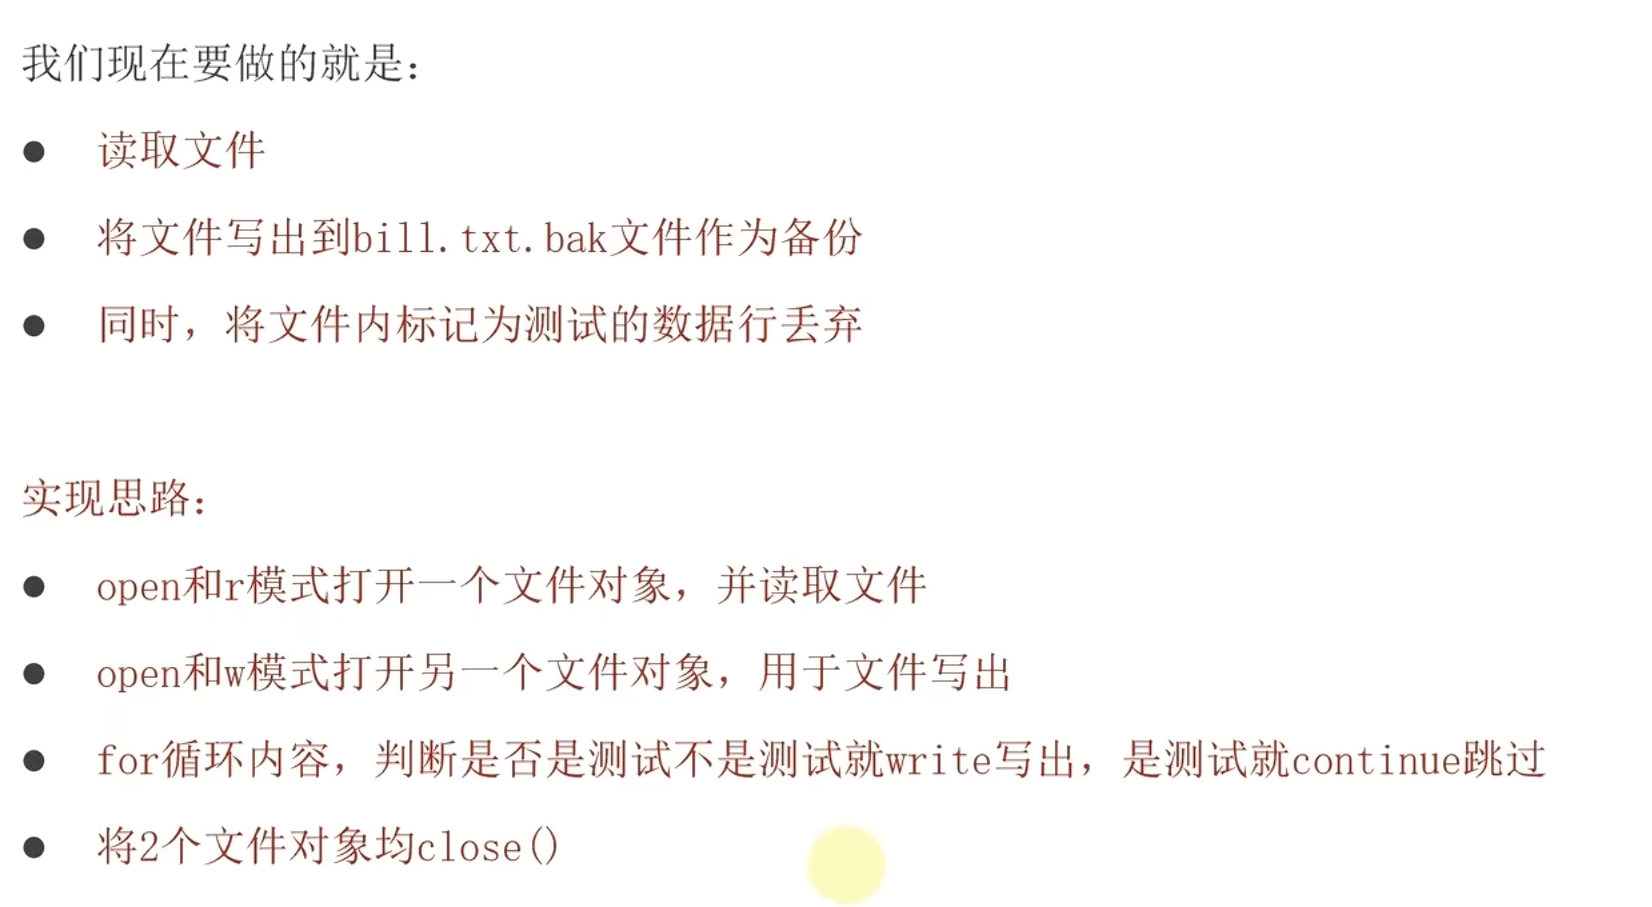 我们现在要做的就是：
● 读取文件
● 将文件写出到bill.txt.bak文件作为备份
● 同时，将文件内标记为测试的数据行丢弃
实现思路：
● open和r模式打开一个文件对象，并读取文件
● open和w模式打开另一个文件对象，用于文件写出
● for循环内容，判断是否是测试不是测试就write写出，是测试就continue跳过
● 将2个文件对象均close()